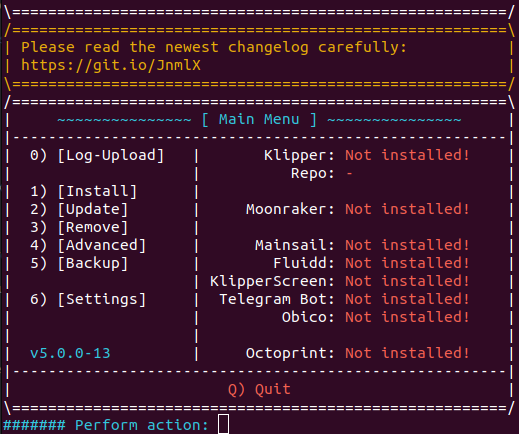 \=======================================================/
/=======================================================\
| Please read the newest changelog carefully:           |
| https://git.io/JnmlX                                  |
\=======================================================/
/=======================================================\
|     ~~~~~~~~~~~~~~~ [ Main Menu ] ~~~~~~~~~~~~~~~     |
|-------------------------------------------------------|
|  0) [Log-Upload]   |       Klipper: Not installed!    |
|                    |          Repo: -                 |
|  1) [Install]      |                                  |
|  2) [Update]       |     Moonraker: Not installed!    |
|  3) [Remove]       |                                  |
|  4) [Advanced]     |      Mainsail: Not installed!    |
|  5) [Backup]       |        Fluidd: Not installed!    |
|                    | KlipperScreen: Not installed!    |
|  6) [Settings]     |  Telegram Bot: Not installed!    |
|                    |         Obico: Not installed!    |
|                    |                                  |
|  v5.0.0-13         |     Octoprint: Not installed!    |
|-------------------------------------------------------|
|                        Q) Quit                        |
\=======================================================/
####### Perform action: